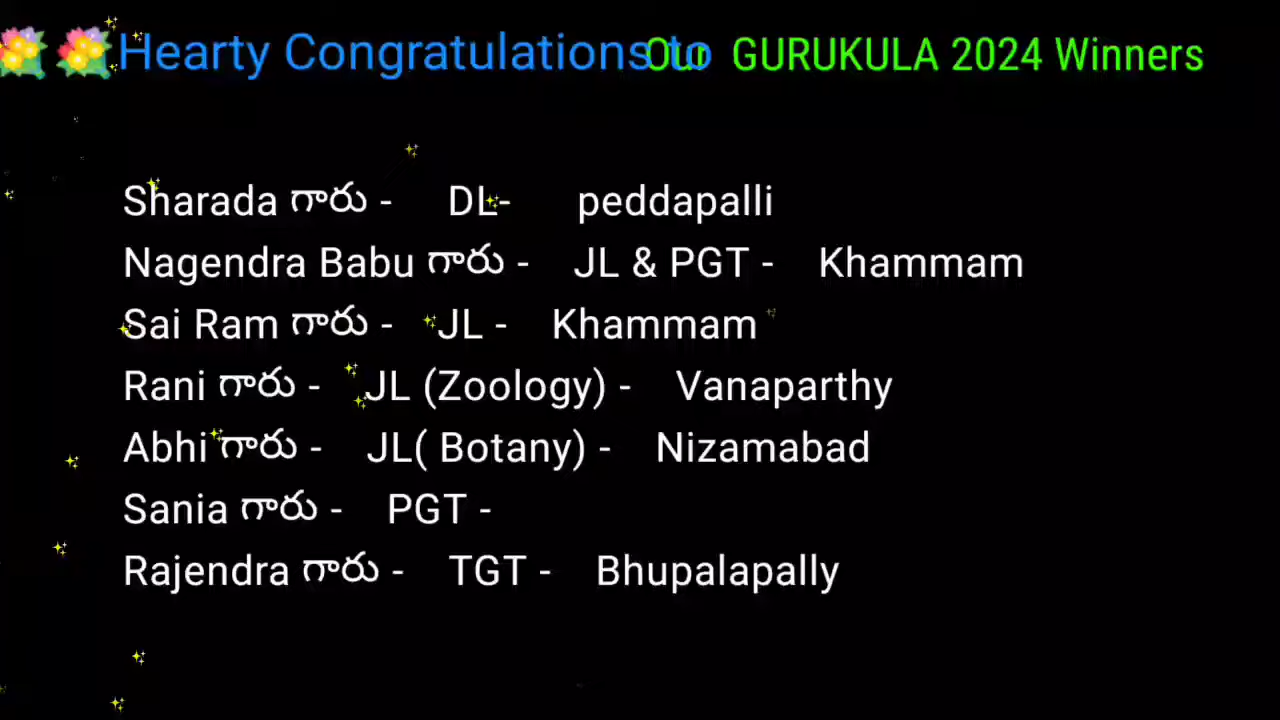 Hearty Congratulations to Our GURUKULA 2024 Winners
Sharada గారు - DL- peddapalli
Nagendra Babu గారు - JL & PGT - Khammam
Sai Ram గారు - JL - Khammam
Rani గారు - JL (Zoology) - Vanaparthy
Abhi గారు - JL( Botany) - Nizamabad
Sania గారు - PGT -
Rajendra గారు - TGT - Bhupalapally